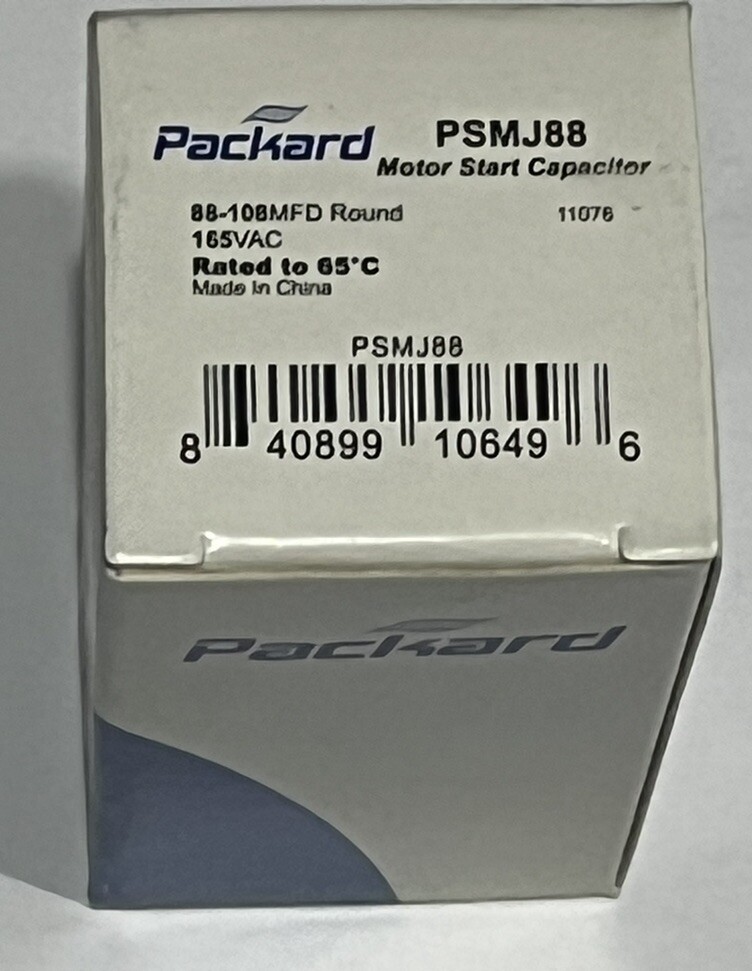 Packard
PSMJ88
Motor Start Capacitor
88-108MFD Round
11076
165VAC
Rated to 65°C
Made In China
PSMJ88
8 40899 10649 6
Packard